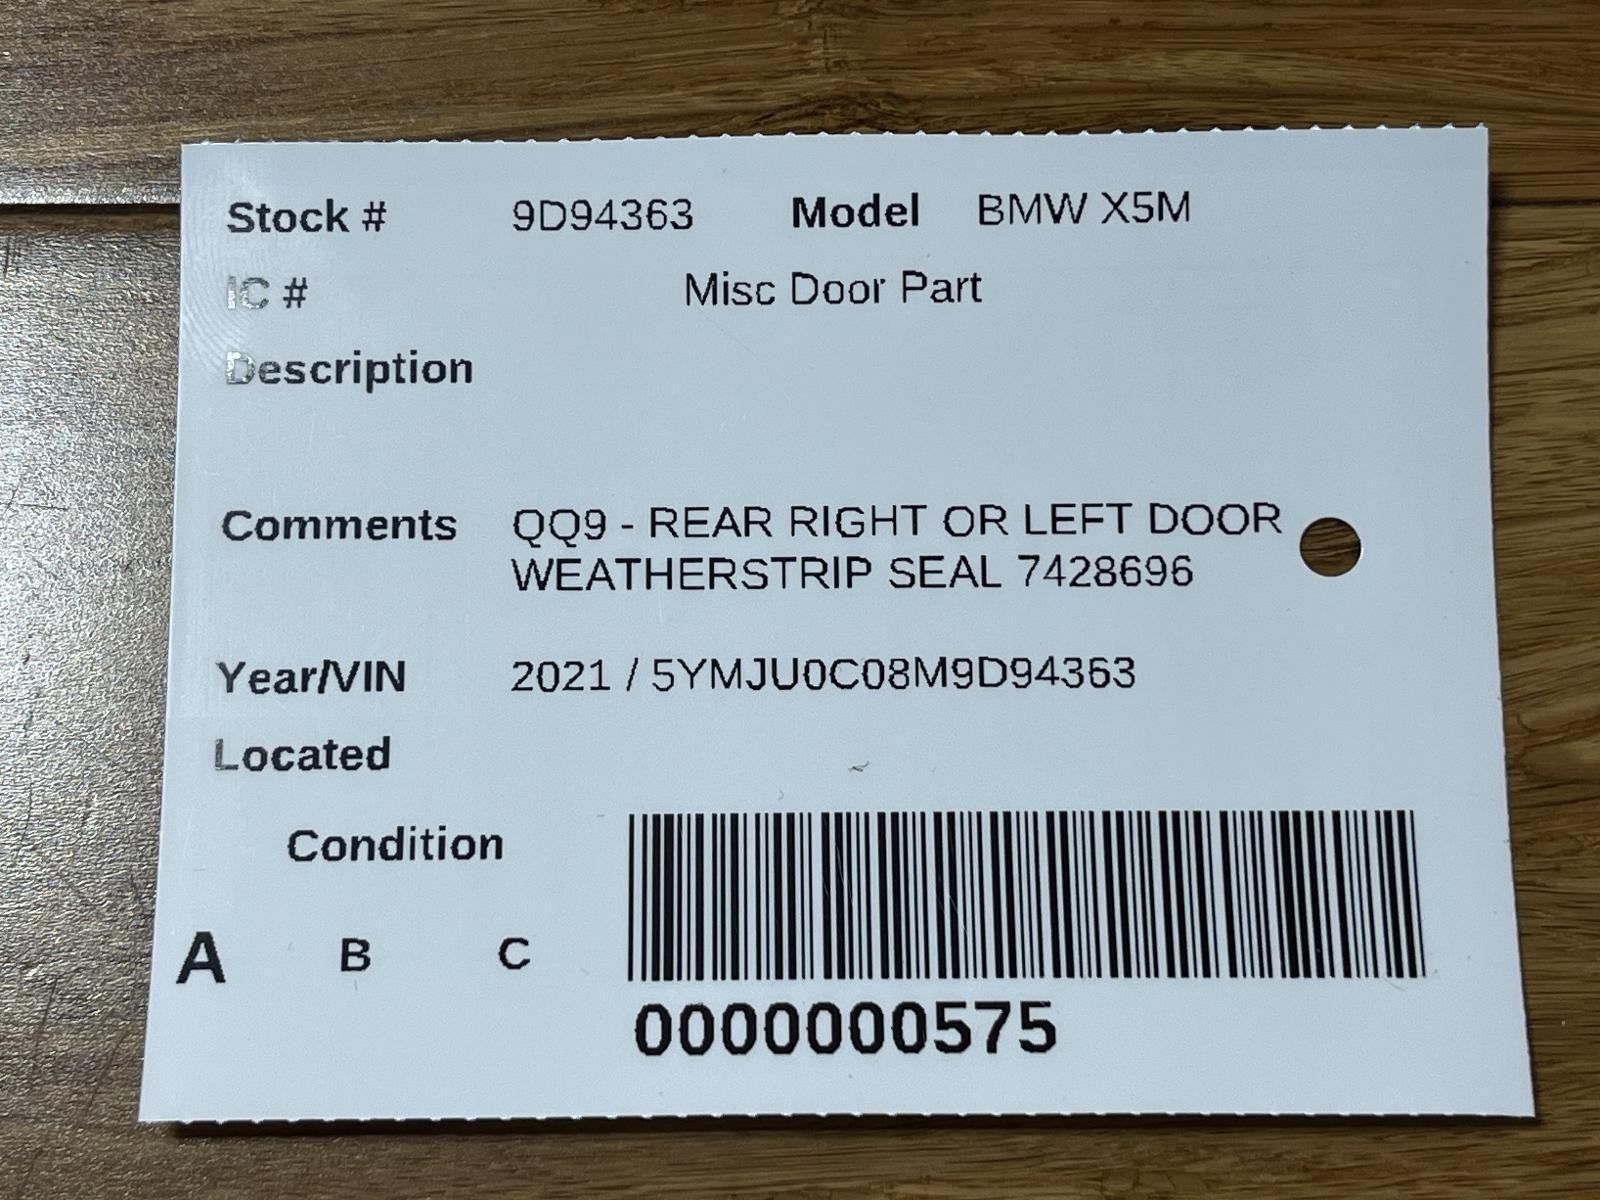 Stock # 9D94363 Model BMW X5M
IC # Misc Door Part
Description
Comments QQ9 - REAR RIGHT OR LEFT DOOR
WEATHERSTRIP SEAL 7428696
Year/VIN 2021 / 5YMJU0C08M9D94363
Located
Condition
A B C
0000000575